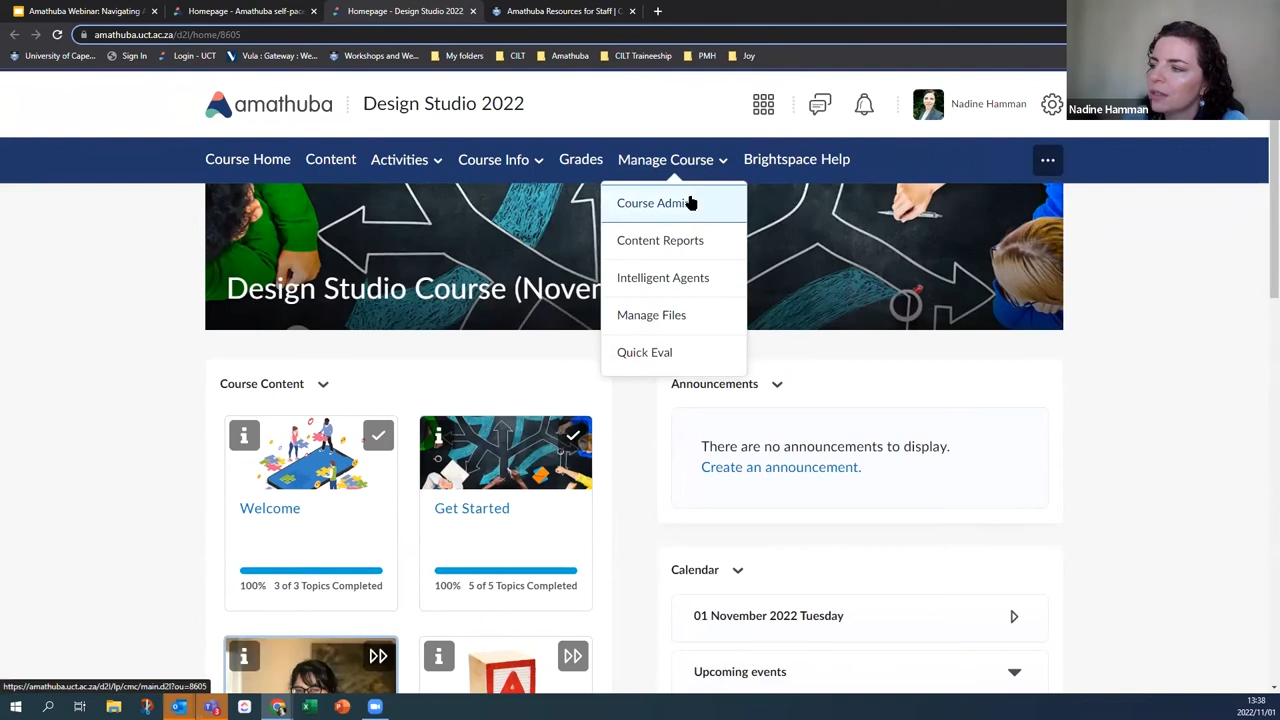 Amathuba Webinar: Navigating
Homepage - Amathuba self-pac
Homepage - Design Studio 2022
Amathuba Resources for Staff | C
amathuba.uct.ac.za/d2l/home/8605
University of Cape...
Sign In
Login - UCT
Vula : Gateway : We...
Workshops and We...
My folders
CILT
Amathuba
CILT Traineeship
PMH
Joy
amathuba
Design Studio 2022
Nadine Hamman
Nadine Hamman
Course Home
Content
Activities
Course Info
Grades
Manage Course
Brightspace Help
Course Admi
Content Reports
Intelligent Agents
Manage Files
Quick Eval
Design Studio Course (Nove
Course Content
Welcome
100% 3 of 3 Topics Completed
Get Started
100% 5 of 5 Topics Completed
A
Announcements
There are no announcements to display.
Create an announcement.
Calendar
01 November 2022 Tuesday
Upcoming events
https://amathuba.uct.ac.za/d2l/lp/cmc/main.d2l?ou=8605
13:38
2022/11/01